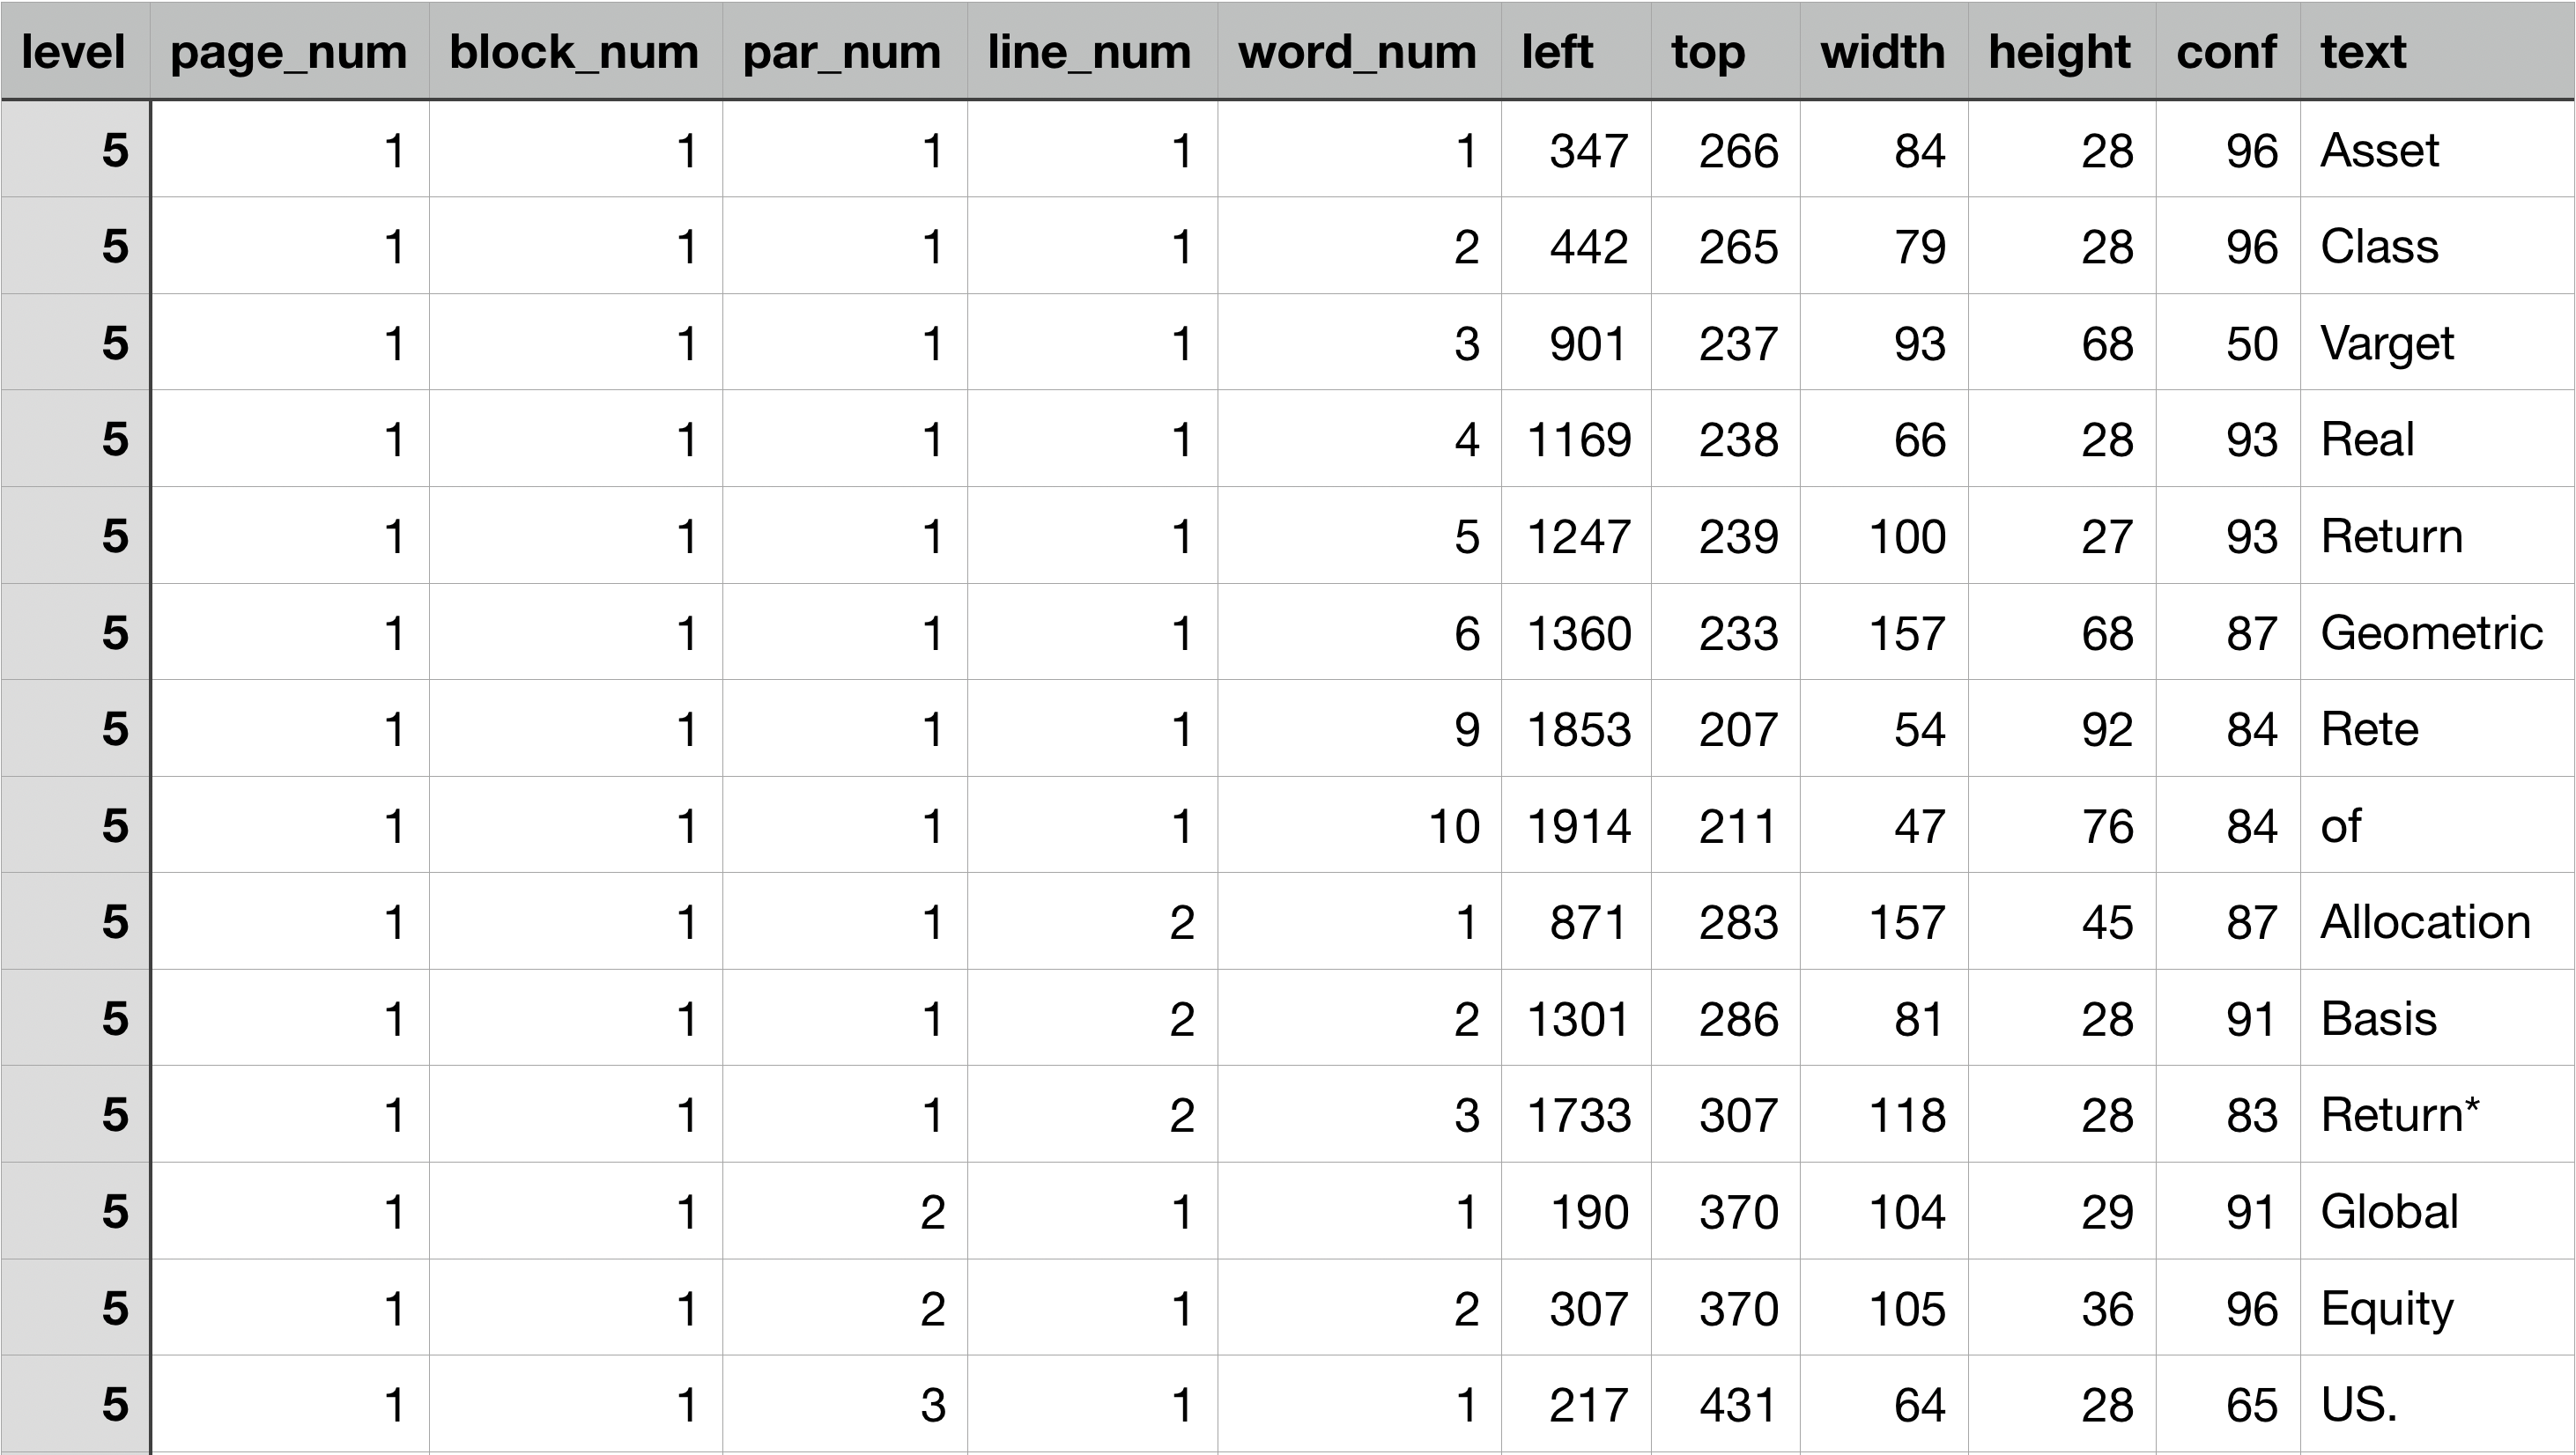 level page_num block_num par_num line_num word_num left top width height conf text
5 1 1 1 1 1 347 266 84 28 96 Asset
5 1 1 1 1 2 442 265 79 28 96 Class
5 1 1 1 1 3 901 237 93 68 50 Varget
5 1 1 1 1 4 1169 238 66 28 93 Real
5 1 1 1 1 5 1247 239 100 27 93 Return
5 1 1 1 1 6 1360 233 157 68 87 Geometric
5 1 1 1 1 9 1853 207 54 92 84 Rete
5 1 1 1 1 10 1914 211 47 76 84 of
5 1 1 1 2 1 871 283 157 45 87 Allocation
5 1 1 1 2 2 1301 286 81 28 91 Basis
5 1 1 1 2 3 1733 307 118 28 83 Return*
5 1 1 2 1 1 190 370 104 29 91 Global
5 1 1 2 1 2 307 370 105 36 96 Equity
5 1 1 3 1 1 217 431 64 28 65 US.